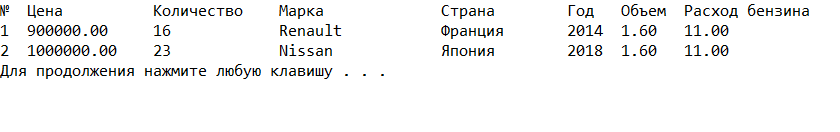 № Цена Количество Марка Страна Год Объем Расход бензина
1 900000.00 16 Renault Франция 2014 1.60 11.00
2 1000000.00 23 Nissan Япония 2018 1.60 11.00
Для продолжения нажмите любую клавишу . . .